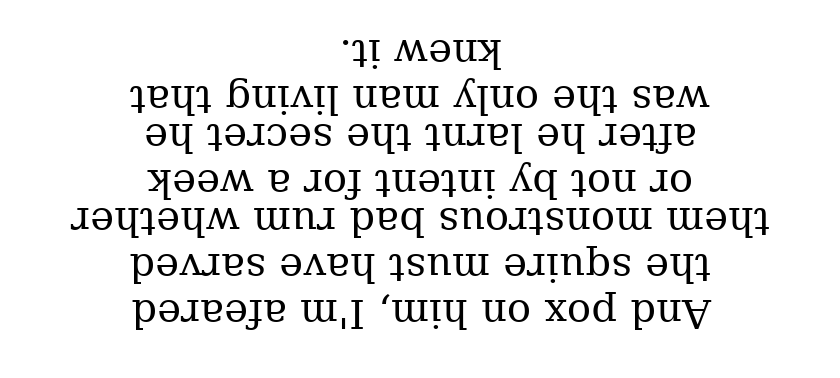 And pox on him, I'm afeared
the squire must have sarved
them monstrous bad rum whether
or not by intent for a week
after he larnt the secret he
was the only man living that
knew it.